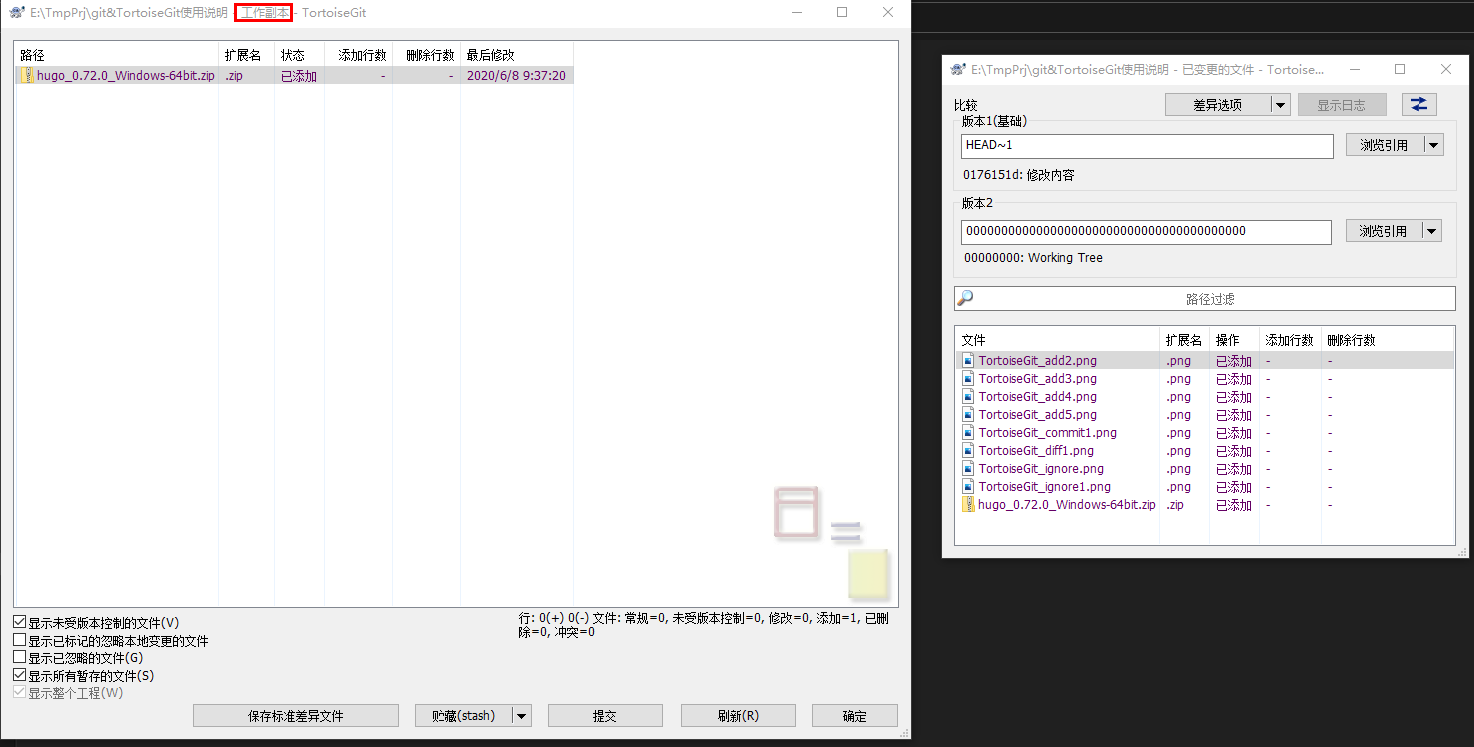 E:\TmpPrj\git&TortoiseGit使用说明 - 工作副本 - TortoiseGit
路径 扩展名 状态 添加行数 删除行数 最后修改
hugo_0.72.0_Windows-64bit.zip .zip 已添加 - - 2020/6/8 9:37:20
显示未受版本控制的文件(V)
显示已标记的忽略本地变更的文件
显示已忽略的文件(G)
显示所有暂存的文件(S)
显示整个工程(W)
行: 0(+) 0(-) 文件: 常规=0, 未受版本控制=0, 修改=0, 添加=1, 已删
除=0, 冲突=0
保存标准差异文件 贮藏(stash) 提交 刷新(R) 确定
E:\TmpPrj\git&TortoiseGit使用说明 - 已变更的文件 - Tortoise...
比较 差异选项 显示日志
版本1(基础)
HEAD~1 浏览引用
0176151d: 修改内容
版本2
0000000000000000000000000000000000000000 浏览引用
00000000: Working Tree
路径过滤
文件 扩展名 操作 添加行数 删除行数
TortoiseGit_add2.png .png 已添加 - -
TortoiseGit_add3.png .png 已添加 - -
TortoiseGit_add4.png .png 已添加 - -
TortoiseGit_add5.png .png 已添加 - -
TortoiseGit_commit1.png .png 已添加 - -
TortoiseGit_diff1.png .png 已添加 - -
TortoiseGit_ignore.png .png 已添加 - -
TortoiseGit_ignore1.png .png 已添加 - -
hugo_0.72.0_Windows-64bit.zip .zip 已添加 - -